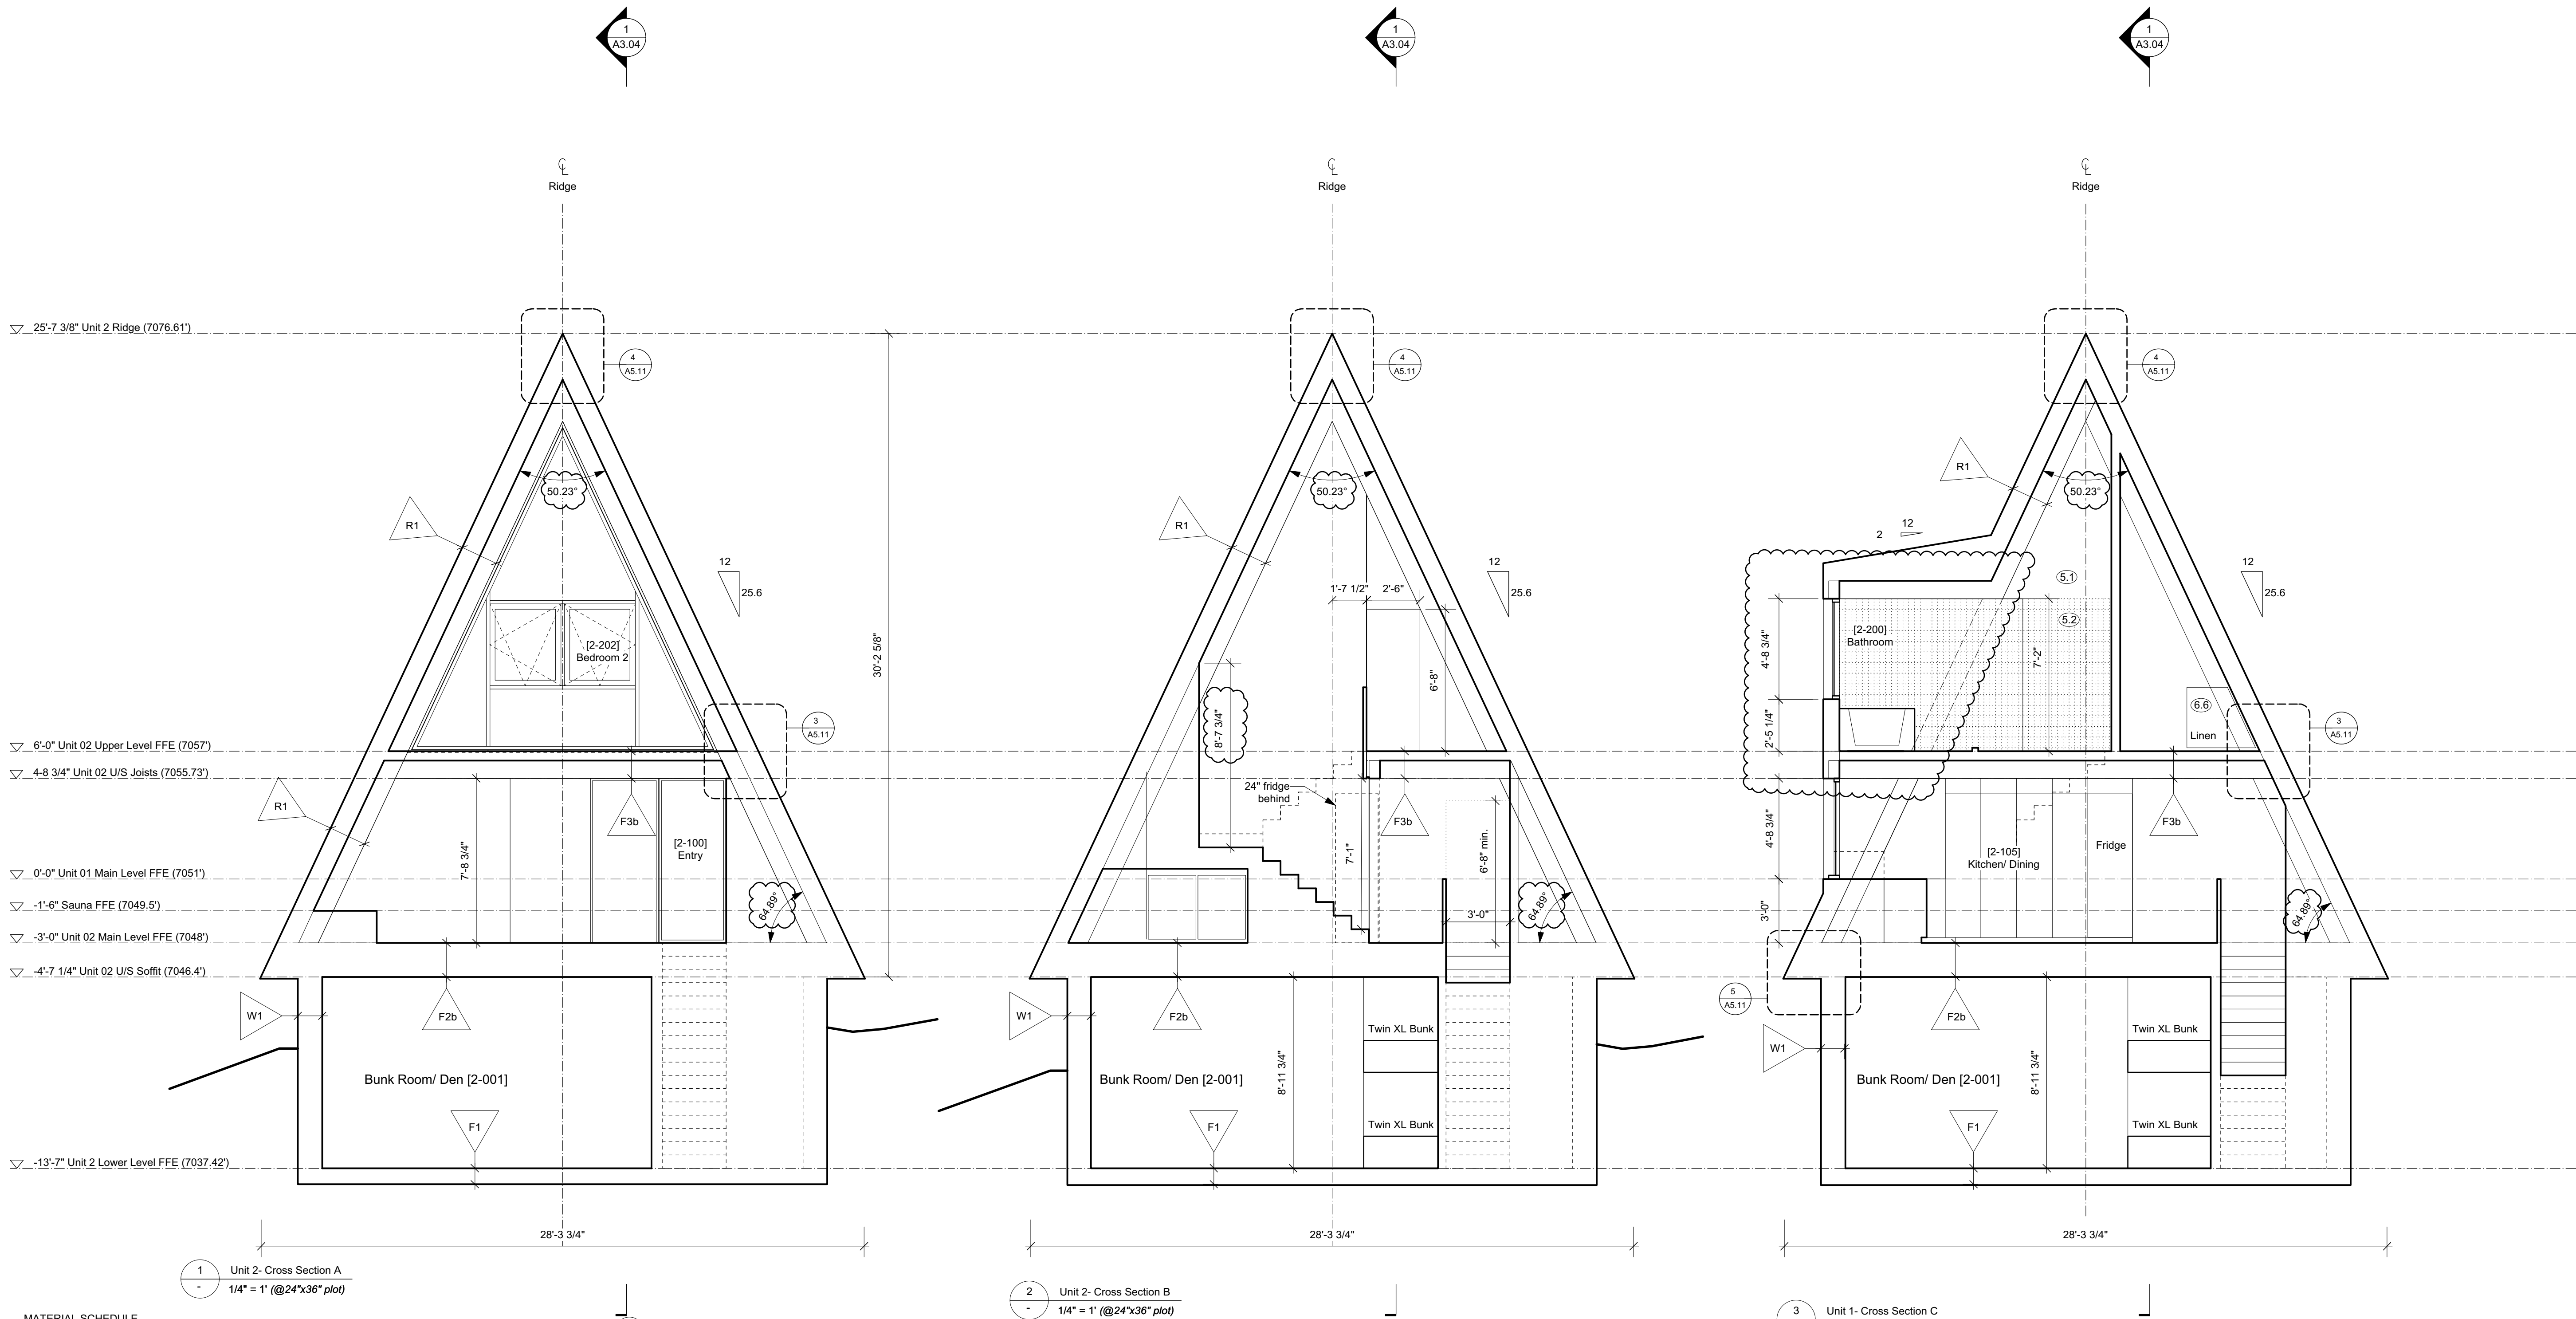 1
A3.04
1
A3.04
1
A3.04
Ridge
Ridge
Ridge
25'-7 3/8" Unit 2 Ridge (7076.61')
4
A5.11
4
A5.11
4
A5.11
50.23°
50.23°
50.23°
R1
R1
R1
12
25.6
12
25.6
2
12
12
25.6
5.1
5.2
1'-7 1/2"
2'-6"
30'-2 5/8"
[2-202]
Bedroom 2
6'-8"
8'-7 3/4"
4'-8 3/4"
[2-200]
Bathroom
7'-2"
2'-5 1/4"
6.6
Linen
3
A5.11
3
A5.11
6'-0" Unit 02 Upper Level FFE (7057')
4-8 3/4" Unit 02 U/S Joists (7055.73')
R1
7'-8 3/4"
F3b
[2-100]
Entry
24" fridge
behind
F3b
7'-1"
6'-8" min.
4'-8 3/4"
[2-105]
Kitchen/ Dining
Fridge
F3b
0'-0" Unit 01 Main Level FFE (7051')
-1'-6" Sauna FFE (7049.5')
64.89°
3'-0"
64.89°
3'-0"
64.89°
-3'-0" Unit 02 Main Level FFE (7048')
-4'-7 1/4" Unit 02 U/S Soffit (7046.4')
W1
F2b
W1
F2b
5
A5.11
W1
F2b
Twin XL Bunk
Twin XL Bunk
Bunk Room/ Den [2-001]
Bunk Room/ Den [2-001]
8'-11 3/4"
Bunk Room/ Den [2-001]
8'-11 3/4"
F1
F1
Twin XL Bunk
F1
Twin XL Bunk
-13'-7" Unit 2 Lower Level FFE (7037.42')
28'-3 3/4"
28'-3 3/4"
28'-3 3/4"
1
-
Unit 2- Cross Section A
1/4" = 1' (@24"x36" plot)
2
-
Unit 2- Cross Section B
1/4" = 1' (@24"x36" plot)
3
Unit 1- Cross Section C
MATERIAL SCHEDULE